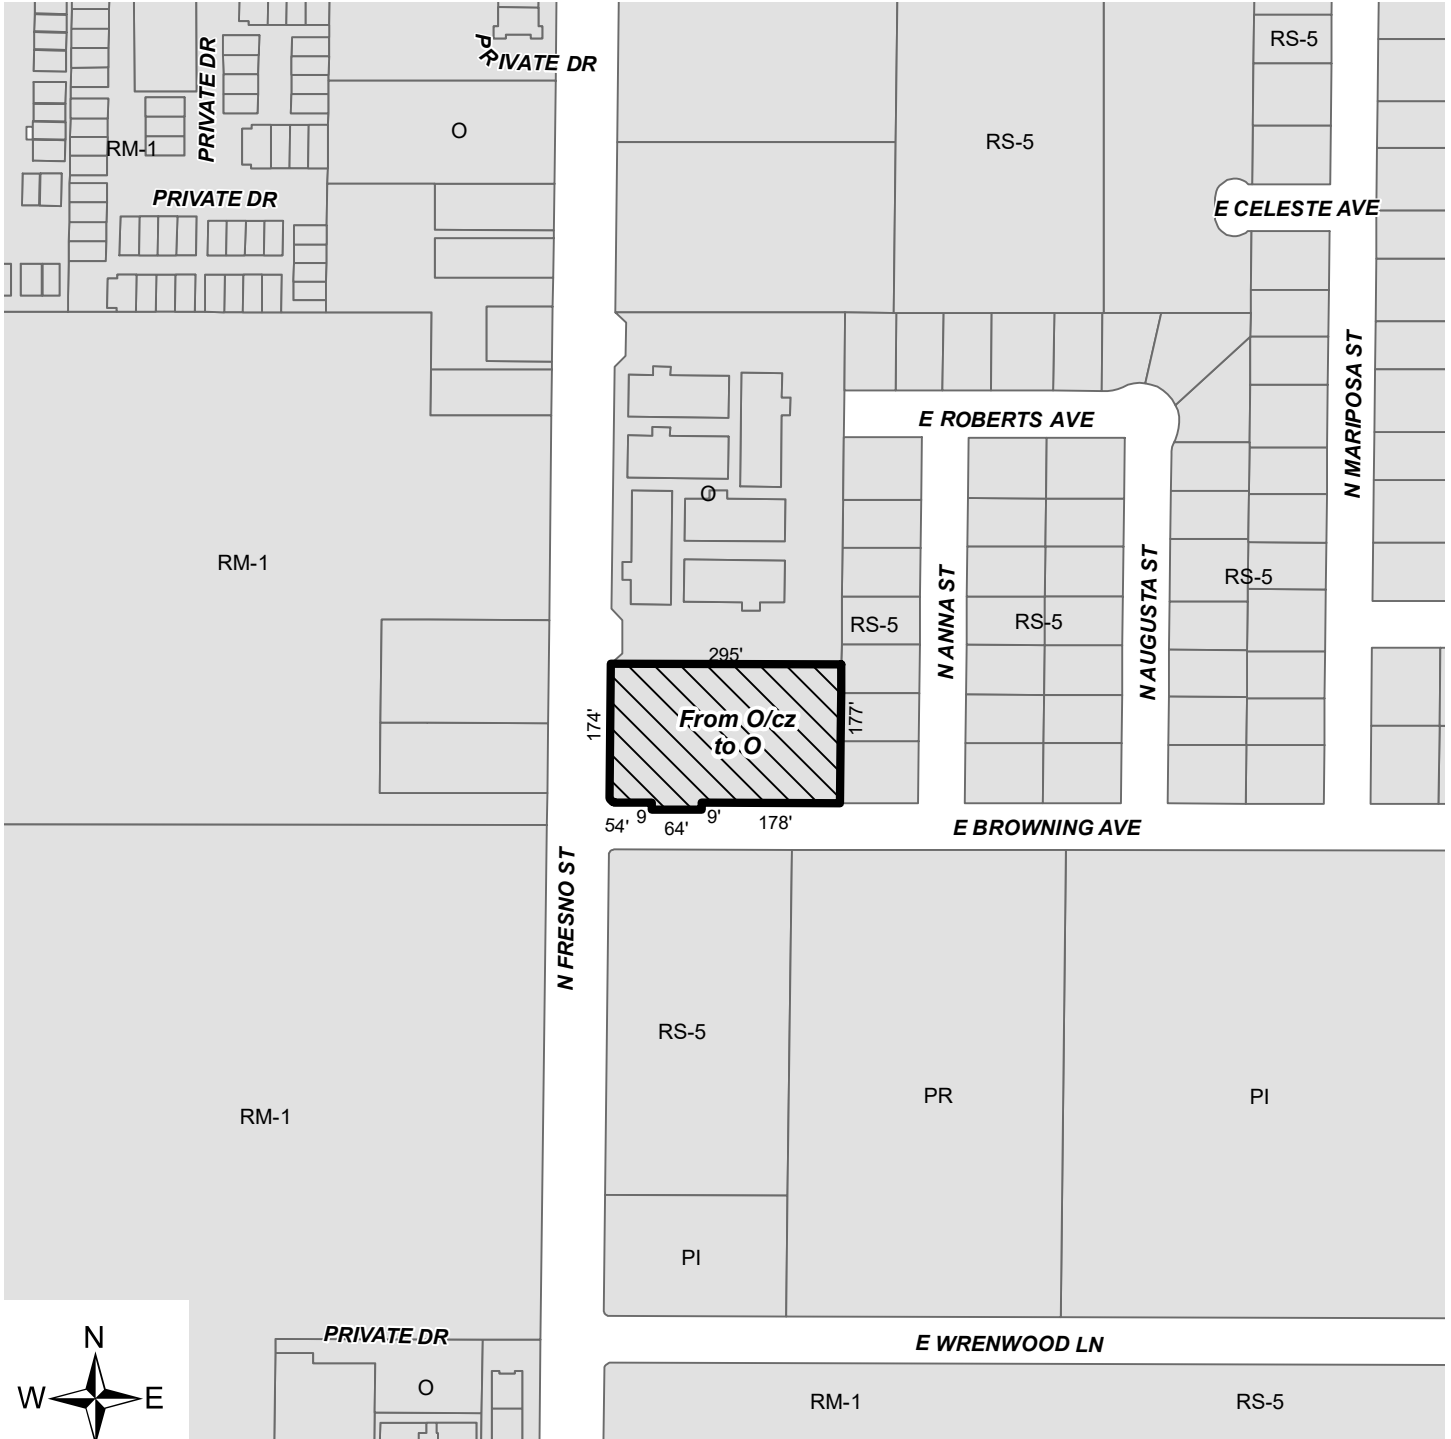 RS-5
PRIVATE DR
PRIVATE DR
O
RM-1
RS-5
PRIVATE DR
E CELESTE AVE
N MARIPOSA ST
E ROBERTS AVE
O
RM-1
RS-5
N ANNA ST
RS-5
N AUGUSTA ST
RS-5
295'
174'
From O/cz
to O
177'
54'
9
64'
9'
178'
E BROWNING AVE
N FRESNO ST
RS-5
PR
PI
RM-1
PI
PRIVATE DR
E WRENWOOD LN
N
W
E
O
RM-1
RS-5